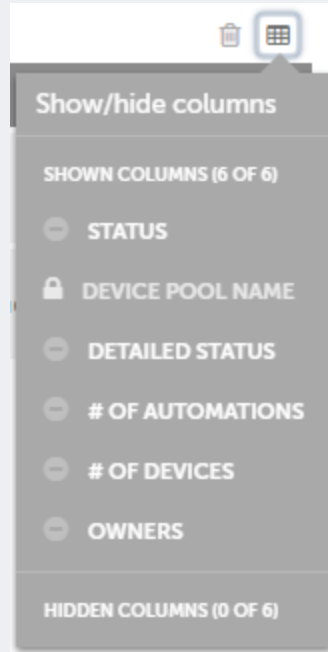 Show/hide columns
SHOWN COLUMNS (6 OF 6)
STATUS
DEVICE POOL NAME
DETAILED STATUS
# OF AUTOMATIONS
# OF DEVICES
OWNERS
HIDDEN COLUMNS (0 OF 6)